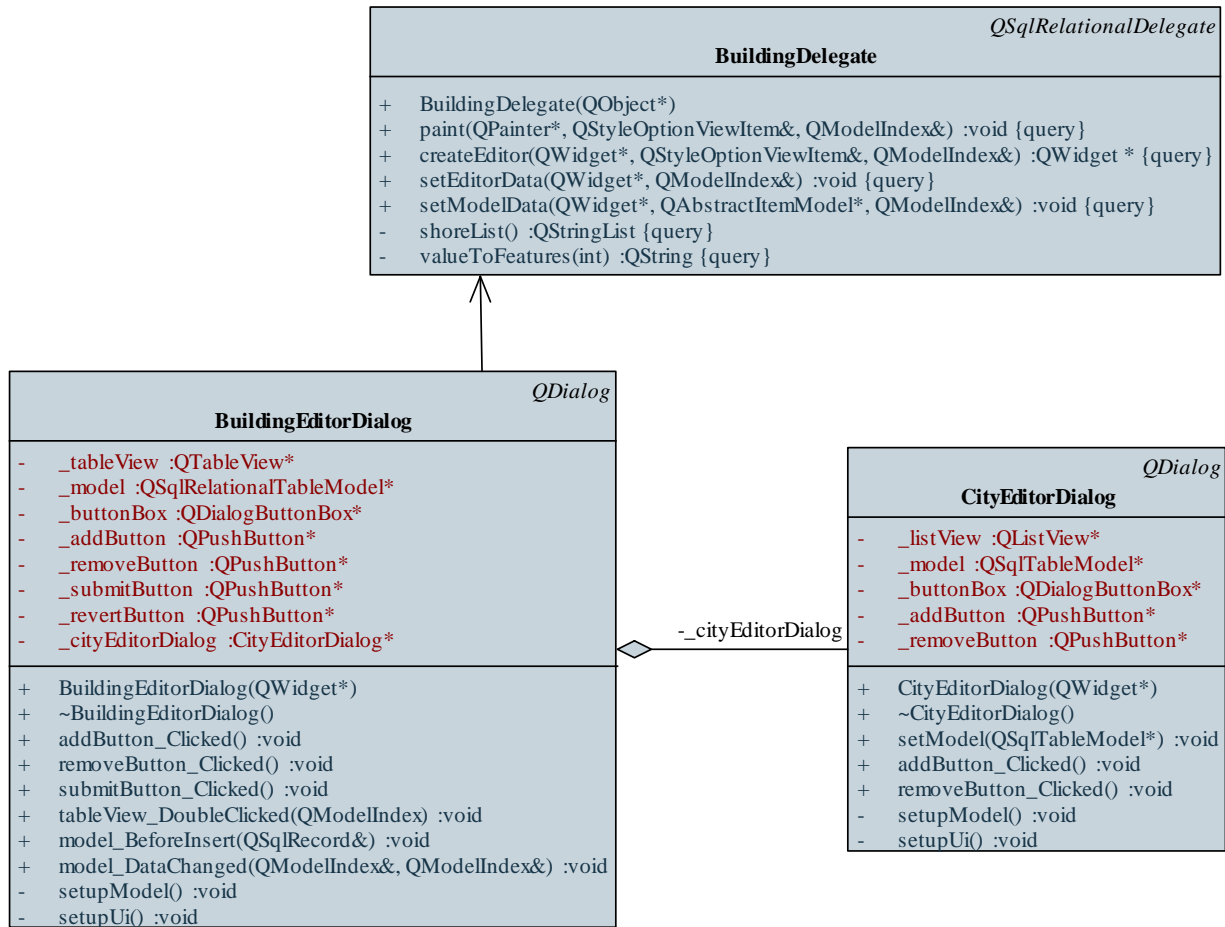 QSqlRelationalDelegate
BuildingDelegate
+ BuildingDelegate(QObject*)
+ paint(QPainter*, QStyleOptionViewItem&, QModelIndex&) :void {query}
+ createEditor(QWidget*, QStyleOptionViewItem&, QModelIndex&) :QWidget * {query}
+ setEditorData(QWidget*, QModelIndex&) :void {query}
+ setModelData(QWidget*, QAbstractItemModel*, QModelIndex&) :void {query}
- shoreList() :QStringList {query}
- valueToFeatures(int) :QString {query}
QDialog
BuildingEditorDialog
- _tableView :QTableView*
- _model :QSqlRelationalTableModel*
- _buttonBox :QDialogButtonBox*
- _addButton :QPushButton*
- _removeButton :QPushButton*
- _submitButton :QPushButton*
- _revertButton :QPushButton*
- _cityEditorDialog :CityEditorDialog*
+ BuildingEditorDialog(QWidget*)
+ ~BuildingEditorDialog()
+ addButton_Clicked() :void
+ removeButton_Clicked() :void
+ submitButton_Clicked() :void
+ tableView_DoubleClicked(QModelIndex) :void
+ model_BeforeInsert(QSqlRecord&) :void
+ model_DataChanged(QModelIndex&, QModelIndex&) :void
- setupModel() :void
- setupUi() :void
-_cityEditorDialog
QDialog
CityEditorDialog
- _listView :QListView*
- _model :QSqlTableModel*
- _buttonBox :QDialogButtonBox*
- _addButton :QPushButton*
- _removeButton :QPushButton*
+ CityEditorDialog(QWidget*)
+ ~CityEditorDialog()
+ setModel(QSqlTableModel*) :void
+ addButton_Clicked() :void
+ removeButton_Clicked() :void
- setupModel() :void
- setupUi() :void